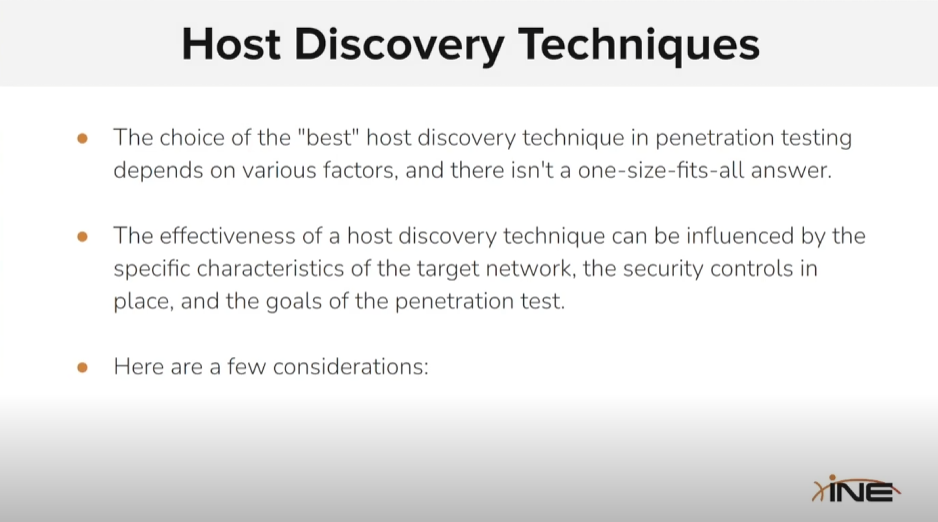 Host Discovery Techniques
The choice of the "best" host discovery technique in penetration testing
depends on various factors, and there isn't a one-size-fits-all answer.
The effectiveness of a host discovery technique can be influenced by the
specific characteristics of the target network, the security controls in
place, and the goals of the penetration test.
Here are a few considerations:
INE